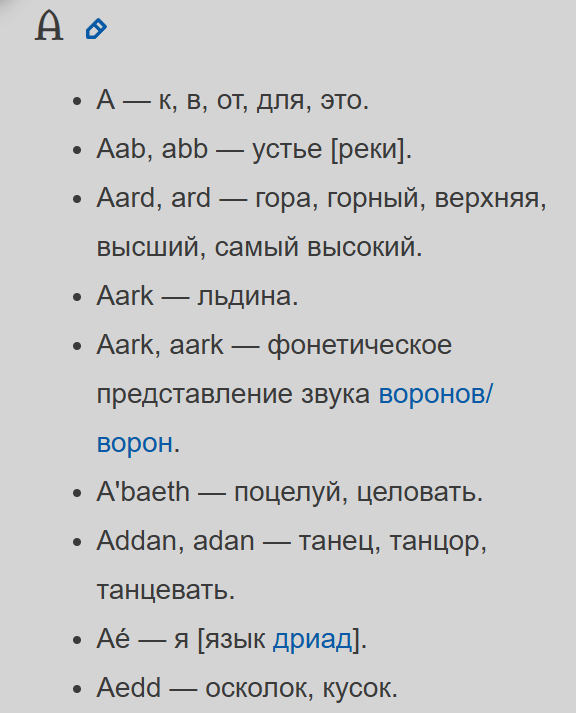 A
A — к, в, от, для, это.
Aab, abb — устье [реки].
Aard, ard — гора, горный, верхняя,
высший, самый высокий.
Aark — льдина.
Aark, aark — фонетическое
представление звука воронов/
ворон.
A'baeth — поцелуй, целовать.
Addan, adan — танец, танцор,
танцевать.
Aé — я [язык дриад].
Aedd — осколок, кусок.